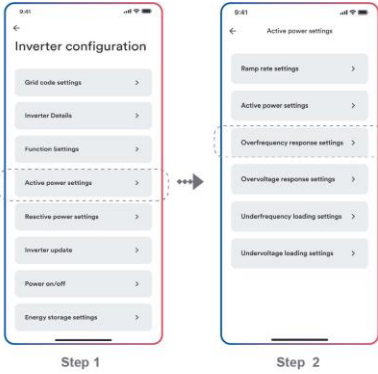 9:41
Inverter configuration
Grid code settings
Inverter Details
Function Settings
Active power settings
Reactive power settings
Inverter update
Power on/off
Energy storage settings
Step 1
9:41
Active power settings
Ramp rate settings
Active power settings
Overfrequency response settings
Overvoltage response settings
Underfrequency loading settings
Undervoltage loading settings
Step 2